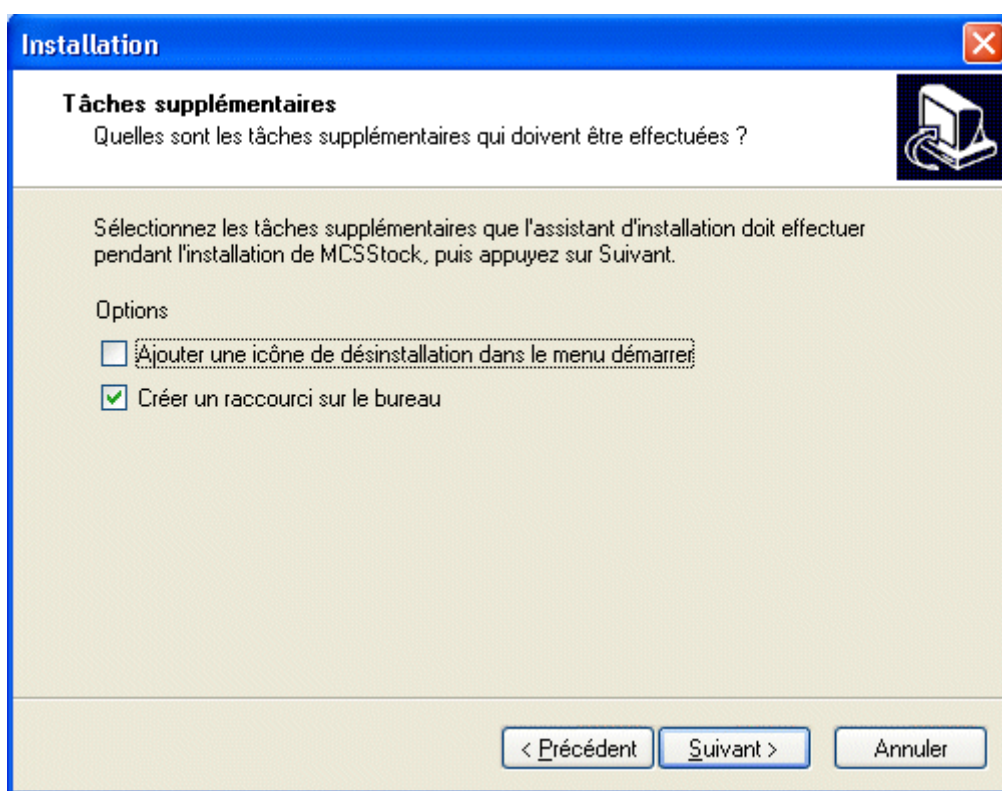 Installation
Tâches supplémentaires
Quelles sont les tâches supplémentaires qui doivent être effectuées ?
Sélectionnez les tâches supplémentaires que l'assistant d'installation doit effectuer
pendant l'installation de MCSStock, puis appuyez sur Suivant.
Options
Ajouter une icône de désinstallation dans le menu démarrer
Créer un raccourci sur le bureau
< Précédent Suivant > Annuler